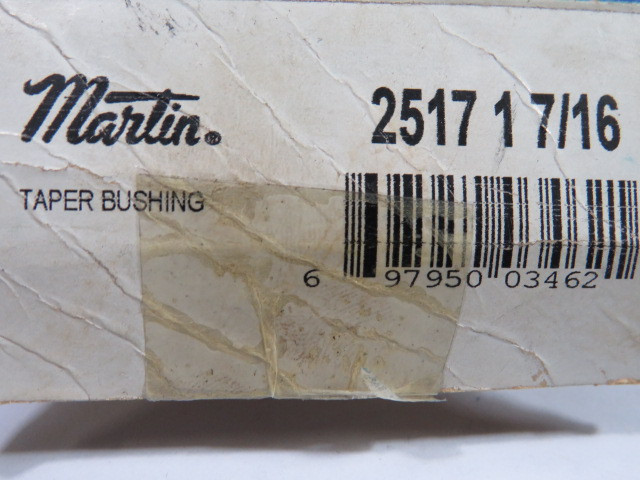 Martin®
2517 1 7/16
TAPER BUSHING
6 97950 03462